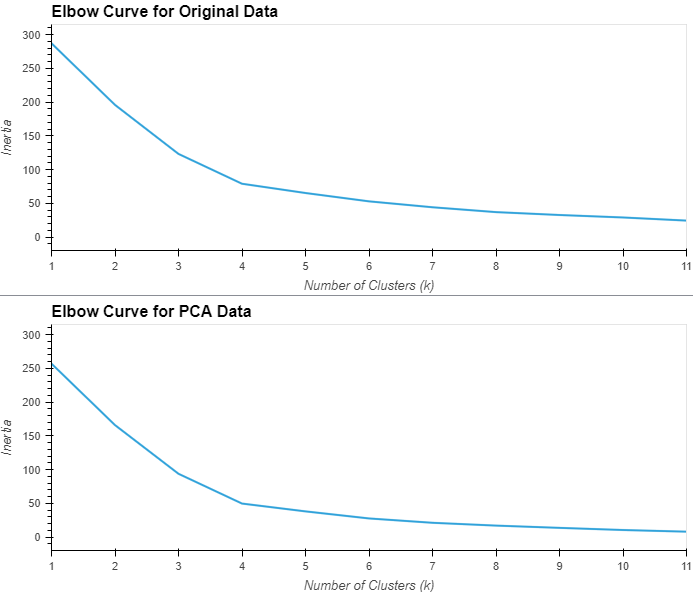 Elbow Curve for Original Data
300
250
200
150
100
50
0
Inertia
1 2 3 4 5 6 7 8 9 10 11
Number of Clusters (k)
Elbow Curve for PCA Data
300
250
200
150
100
50
0
Inertia
1 2 3 4 5 6 7 8 9 10 11
Number of Clusters (k)